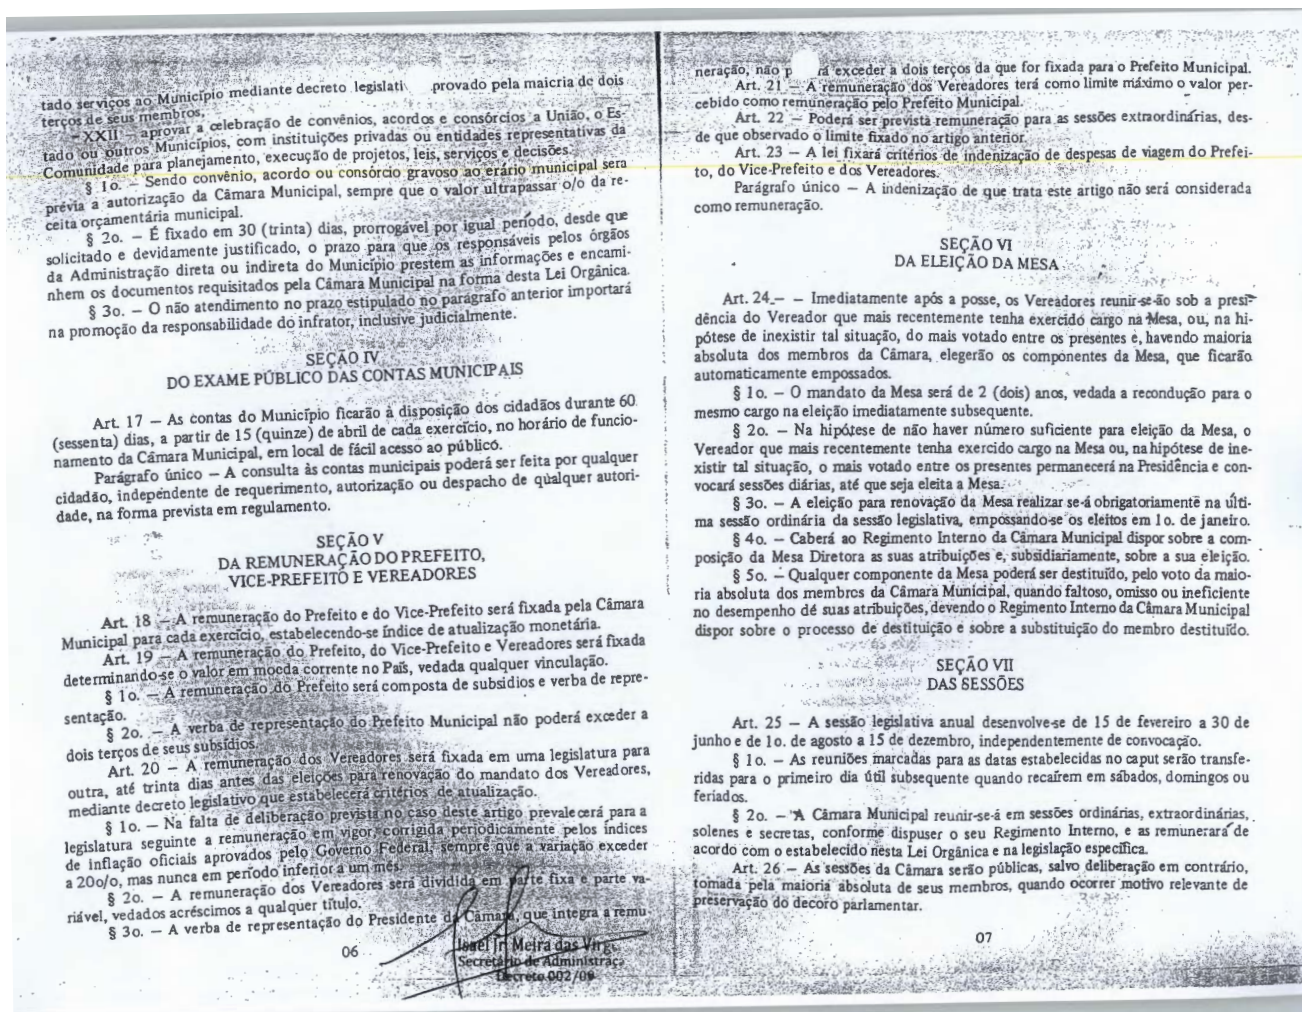 tado serviços ao Município mediante decreto legislati provado pela maicria de dois
terços de seus membros.
– XXII – aprovar a celebração de convênios, acordos e consórcios a União, o Es-
tado ou outros Municípios, com instituições privadas ou entidades representativas da
Comunidade para planejamento, execução de projetos, leis, serviços e decisões.
§ 1o. – Sendo convênio, acordo ou consórcio gravoso ao erário municipal sera
prévia a autorização da Câmara Municipal, sempre que o valor ultrapassar o/o da re-
ceita orçamentária municipal.
§ 2o. – É fixado em 30 (trinta) dias, prorrogável por igual período, desde que
solicitado e devidamente justificado, o prazo para que os responsáveis pelos órgãos
da Administração direta ou indireta do Município prestem as informações e encami-
nhem os documentos requisitados pela Câmara Municipal na forma desta Lei Orgânica.
§ 3o. – O não atendimento no prazo estipulado no parágrafo anterior importará
na promoção da responsabilidade do infrator, inclusive judicialmente.
SEÇÃO IV
DO EXAME PÚBLICO DAS CONTAS MUNICIPAIS
Art. 17 – As contas do Município ficarão à disposição dos cidadãos durante 60
(sessenta) dias, a partir de 15 (quinze) de abril de cada exercício, no horário de funcio-
namento da Câmara Municipal, em local de fácil acesso ao público.
Parágrafo único – A consulta às contas municipais poderá ser feita por qualquer
cidadão, independente de requerimento, autorização ou despacho de qualquer autori-
dade, na forma prevista em regulamento.
SEÇÃO V
DA REMUNERAÇÃO DO PREFEITO,
VICE-PREFEITO E VEREADORES
Art. 18 – A remuneração do Prefeito e do Vice-Prefeito será fixada pela Câmara
Municipal para cada exercício, estabelecendo-se índice de atualização monetária.
Art. 19 – A remuneração do Prefeito, do Vice-Prefeito e Vereadores será fixada
determinando-se o valor em moeda corrente no País, vedada qualquer vinculação.
§ 1o. – A remuneração do Prefeito será composta de subsidios e verba de repre-
sentação.
§ 2o. – A verba de representação do Prefeito Municipal não poderá exceder a
dois terços de seus subsídios.
Art. 20 – A remuneração dos Vereadores será fixada em uma legislatura para
outra, até trinta dias antes das eleições para renovação do mandato dos Vereadores,
mediante decreto legislativo que estabelecerá critérios de atualização.
§ 1o. – Na falta de deliberação prevista no caso deste artigo prevalecerá para a
legislatura seguinte a remuneração em vigor, corrigida periodicamente pelos índices
de inflação oficiais aprovados pelo Governo Federal, sempre que a variação exceder
a 20o/o, mas nunca em período inferior a um mês.
§ 2o. – A remuneração dos Vereadores será dividida em parte fixa e parte va-
riável, vedados acréscimos a qualquer título.
§ 3o. – A verba de representação do Presidente da Câmara, que integra a remu-
06
Isael Jr. Meira das Virg
Secretário de Administraç
Decreto 002/09
neração, não p rá exceder a dois terços da que for fixada para o Prefeito Municipal.
Art. 21 – A remuneração dos Vereadores terá como limite máximo o valor per-
cebido como remuneração pelo Prefeito Municipal.
Art. 22 – Poderá ser prevista remuneração para as sessões extraordinárias, des-
de que observado o limite fixado no artigo anterior.
Art. 23 – A lei fixará critérios de indenização de despesas de viagem do Prefei-
to, do Vice-Prefeito e dos Vereadores.
Parágrafo único – A indenização de que trata este artigo não será considerada
como remuneração.
SEÇÃO VI
DA ELEIÇÃO DA MESA
Art. 24 – – Imediatamente após a posse, os Vereadores reunir-se-ão sob a presi-
dência do Vereador que mais recentemente tenha exercido cargo na Mesa, ou, na hi-
pótese de inexistir tal situação, do mais votado entre os presentes e, havendo maioria
absoluta dos membros da Câmara, elegerão os componentes da Mesa, que ficarão
automaticamente empossados.
§ 1o. – O mandato da Mesa será de 2 (dois) anos, vedada a recondução para o
mesmo cargo na eleição imediatamente subsequente.
§ 2o. – Na hipótese de não haver número suficiente para eleição da Mesa, o
Vereador que mais recentemente tenha exercido cargo na Mesa ou, na hipótese de ine-
xistir tal situação, o mais votado entre os presentes permanecerá na Presidência e con-
vocará sessões diárias, até que seja eleita a Mesa.
§ 3o. – A eleição para renovação da Mesa realizar se-á obrigatoriamente na últi-
ma sessão ordinária da sessão legislativa, empossando-se os eleitos em 1o. de janeiro.
§ 4o. – Caberá ao Regimento Interno da Câmara Municipal dispor sobre a com-
posição da Mesa Diretora as suas atribuições e, subsidiariamente, sobre a sua eleição.
§ 5o. – Qualquer componente da Mesa poderá ser destituído, pelo voto da maio-
ria absoluta dos membros da Câmara Municipal, quando faltoso, omisso ou ineficiente
no desempenho dé suas atribuições, devendo o Regimento Interno da Câmara Municipal
dispor sobre o processo de destituição e sobre a substituição do membro destituído.
SEÇÃO VII
DAS SESSÕES
Art. 25 – A sessão legislativa anual desenvolve-se de 15 de fevereiro a 30 de
junho e de 1o. de agosto a 15 de dezembro, independentemente de convocação.
§ 1o. – As reuniões marcadas para as datas estabelecidas no caput serão transfe-
ridas para o primeiro dia útil subsequente quando recaírem em sábados, domingos ou
feriados.
§ 2o. – A Câmara Municipal reunir-se-á em sessões ordinárias, extraordinárias,
solenes e secretas, conforme dispuser o seu Regimento Interno, e as remunerará de
acordo com o estabelecido nesta Lei Orgânica e na legislação específica.
Art. 26 – As sessões da Câmara serão públicas, salvo deliberação em contrário,
tomada pela maioria absoluta de seus membros, quando ocorrer motivo relevante de
preservação do decoro parlamentar.
07